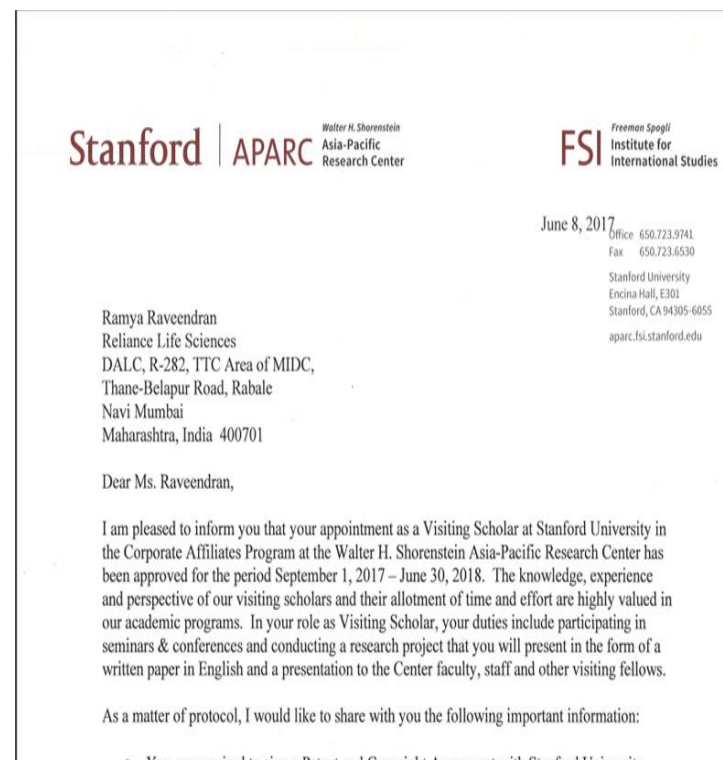 Stanford | APARC
Walter H. Shorenstein
Asia-Pacific
Research Center
FSI
Freeman Spogli
Institute for
International Studies
June 8, 2017
Office 650.723.9741
Fax 650.723.6530
Stanford University
Encina Hall, E301
Stanford, CA 94305-6055
aparc.fsi.stanford.edu
Ramya Raveendran
Reliance Life Sciences
DALC, R-282, TTC Area of MIDC,
Thane-Belapur Road, Rabale
Navi Mumbai
Maharashtra, India 400701
Dear Ms. Raveendran,
I am pleased to inform you that your appointment as a Visiting Scholar at Stanford University in
the Corporate Affiliates Program at the Walter H. Shorenstein Asia-Pacific Research Center has
been approved for the period September 1, 2017 – June 30, 2018. The knowledge, experience
and perspective of our visiting scholars and their allotment of time and effort are highly valued in
our academic programs. In your role as Visiting Scholar, your duties include participating in
seminars & conferences and conducting a research project that you will present in the form of a
written paper in English and a presentation to the Center faculty, staff and other visiting fellows.
As a matter of protocol, I would like to share with you the following important information: